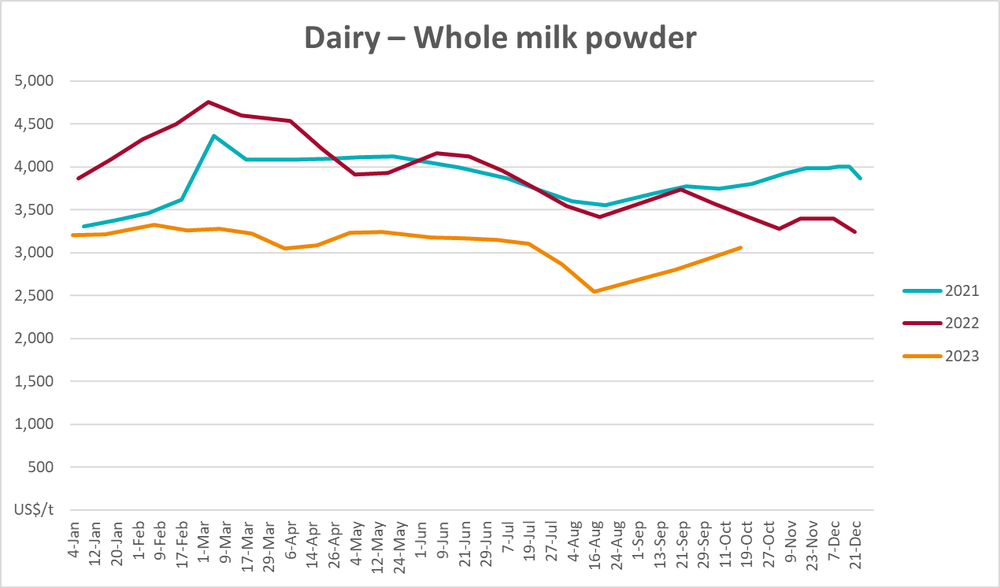 Dairy – Whole milk powder
5,000
4,500
4,000
3,500
3,000
2,500
2,000
1,500
1,000
500
US$/t
4-Jan
12-Jan
20-Jan
1-Feb
9-Feb
17-Feb
1-Mar
9-Mar
17-Mar
29-Mar
6-Apr
14-Apr
26-Apr
4-May
12-May
24-May
1-Jun
9-Jun
21-Jun
29-Jun
7-Jul
19-Jul
27-Jul
4-Aug
16-Aug
24-Aug
1-Sep
13-Sep
21-Sep
29-Sep
11-Oct
19-Oct
27-Oct
9-Nov
23-Nov
7-Dec
21-Dec
2021
2022
2023